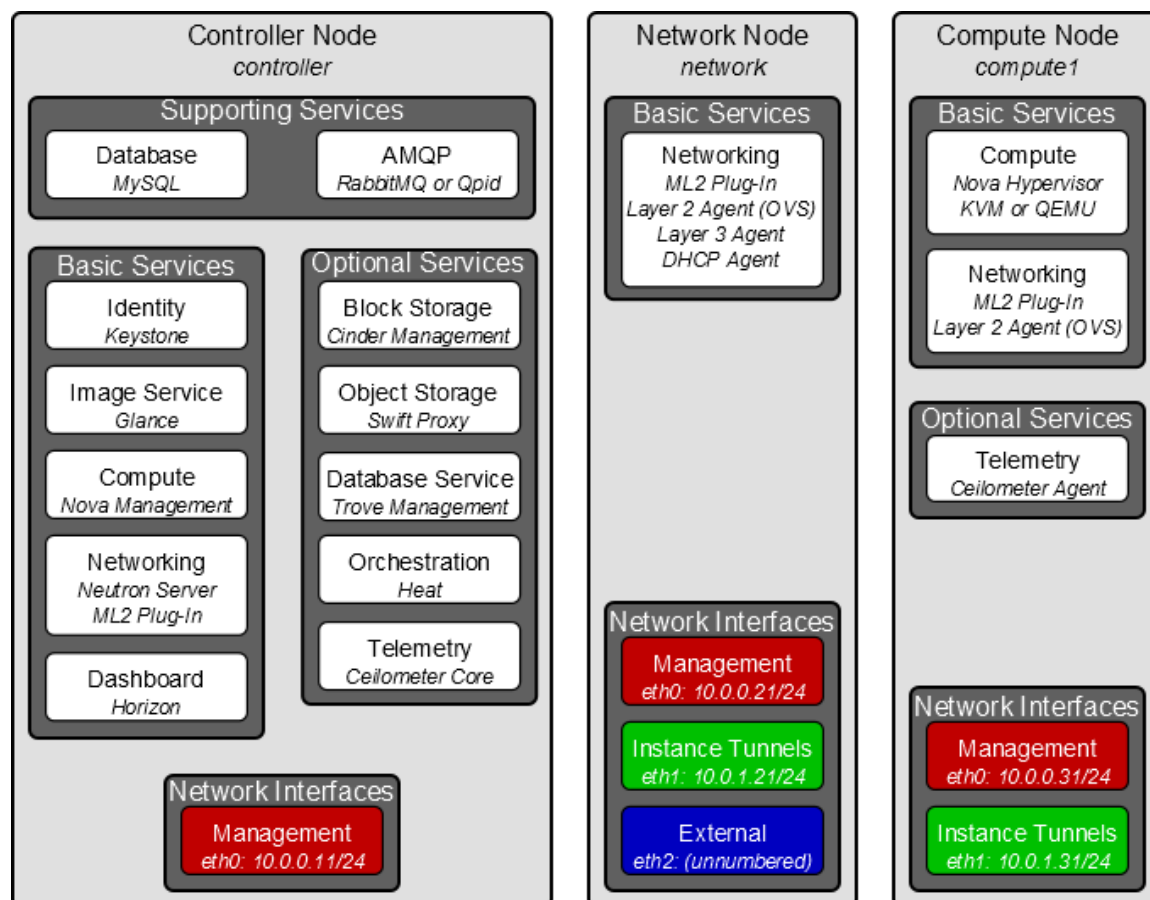 Controller Node
controller
Supporting Services
Database
MySQL
AMQP
RabbitMQ or Qpid
Basic Services
Identity
Keystone
Image Service
Glance
Compute
Nova Management
Networking
Neutron Server
ML2 Plug-In
Dashboard
Horizon
Optional Services
Block Storage
Cinder Management
Object Storage
Swift Proxy
Database Service
Trove Management
Orchestration
Heat
Telemetry
Ceilometer Core
Network Interfaces
Management
eth0: 10.0.0.11/24
Network Node
network
Basic Services
Networking
ML2 Plug-In
Layer 2 Agent (OVS)
Layer 3 Agent
DHCP Agent
Network Interfaces
Management
eth0: 10.0.0.21/24
Instance Tunnels
eth1: 10.0.1.21/24
External
eth2: (unnumbered)
Compute Node
compute1
Basic Services
Compute
Nova Hypervisor
KVM or QEMU
Networking
ML2 Plug-In
Layer 2 Agent (OVS)
Optional Services
Telemetry
Ceilometer Agent
Network Interfaces
Management
eth0: 10.0.0.31/24
Instance Tunnels
eth1: 10.0.1.31/24